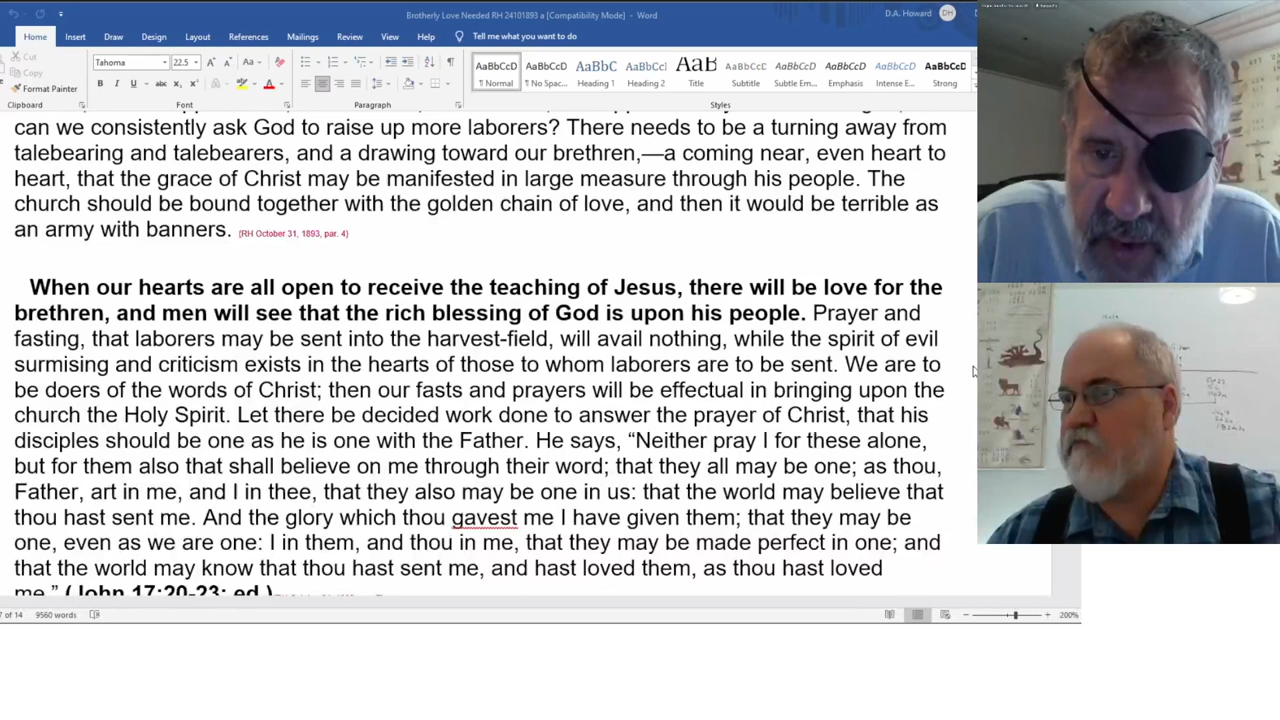 Brotherly Love Needed RH 24101893 a [Compatibility Mode] - Word
D.A. Howard
DH
Home Insert Draw Design Layout References Mailings Review View Help Tell me what you want to do
Cut
Copy
Format Painter
Clipboard
Tahoma 22.5
Font
Paragraph
AaBbCcD AaBbCcD AaBbC AaBbCc AaB AaBbCcD AaBbCcD AaBbCcD AaBbCcD AaBbCcD
¶ Normal ¶ No Spac... Heading 1 Heading 2 Title Subtitle Subtle Em... Emphasis Intense E... Strong
Styles
can we consistently ask God to raise up more laborers? There needs to be a turning away from
talebearing and talebearers, and a drawing toward our brethren,—a coming near, even heart to
heart, that the grace of Christ may be manifested in large measure through his people. The
church should be bound together with the golden chain of love, and then it would be terrible as
an army with banners. {RH October 31, 1893, par. 4}
When our hearts are all open to receive the teaching of Jesus, there will be love for the
brethren, and men will see that the rich blessing of God is upon his people. Prayer and
fasting, that laborers may be sent into the harvest-field, will avail nothing, while the spirit of evil
surmising and criticism exists in the hearts of those to whom laborers are to be sent. We are to
be doers of the words of Christ; then our fasts and prayers will be effectual in bringing upon the
church the Holy Spirit. Let there be decided work done to answer the prayer of Christ, that his
disciples should be one as he is one with the Father. He says, “Neither pray I for these alone,
but for them also that shall believe on me through their word; that they all may be one; as thou,
Father, art in me, and I in thee, that they also may be one in us: that the world may believe that
thou hast sent me. And the glory which thou gavest me I have given them; that they may be
one, even as we are one: I in them, and thou in me, that they may be made perfect in one; and
that the world may know that thou hast sent me, and hast loved them, as thou hast loved
me.” (John 17:20-23; ed.)
7 of 14 9560 words
200%